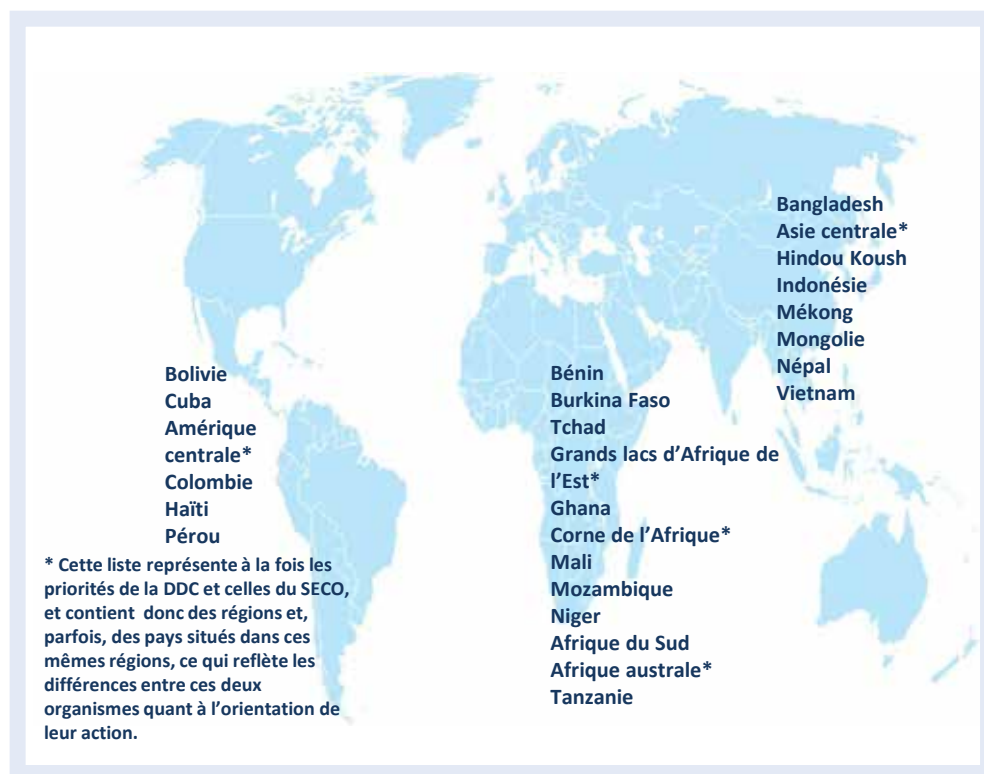 Bolivie
Cuba
Amérique
centrale*
Colombie
Haïti
Pérou
* Cette liste représente à la fois les
priorités de la DDC et celles du SECO,
et contient donc des régions et,
parfois, des pays situés dans ces
mêmes régions, ce qui reflète les
différences entre ces deux
organismes quant à l’orientation de
leur action.
Bénin
Burkina Faso
Tchad
Grands lacs d’Afrique de
l’Est*
Ghana
Corne de l’Afrique*
Mali
Mozambique
Niger
Afrique du Sud
Afrique australe*
Tanzanie
Bangladesh
Asie centrale*
Hindou Koush
Indonésie
Mékong
Mongolie
Népal
Vietnam